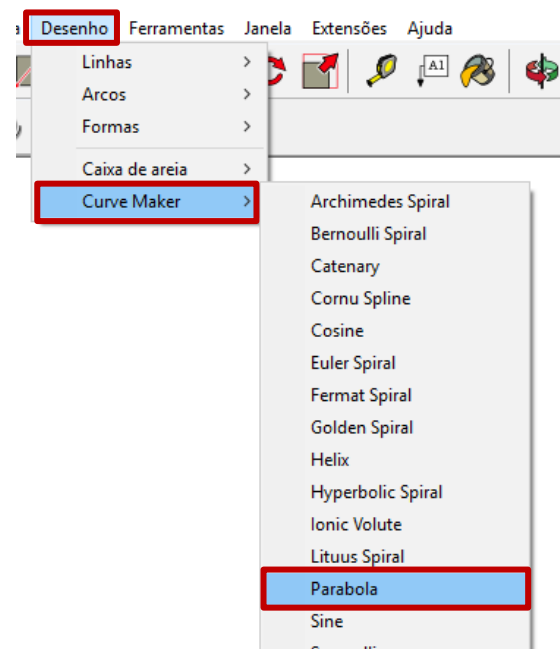 Desenho Ferramentas Janela Extensões Ajuda
Linhas
Arcos
Formas
Caixa de areia
Curve Maker
A1
Archimedes Spiral
Bernoulli Spiral
Catenary
Cornu Spline
Cosine
Euler Spiral
Fermat Spiral
Golden Spiral
Helix
Hyperbolic Spiral
Ionic Volute
Lituus Spiral
Parabola
Sine